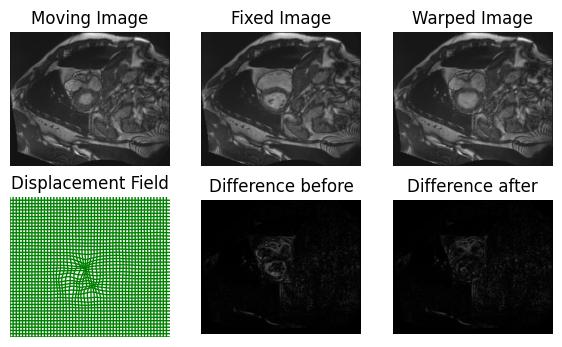 Moving Image
Fixed Image
Warped Image
Displacement Field
Difference before
Difference after